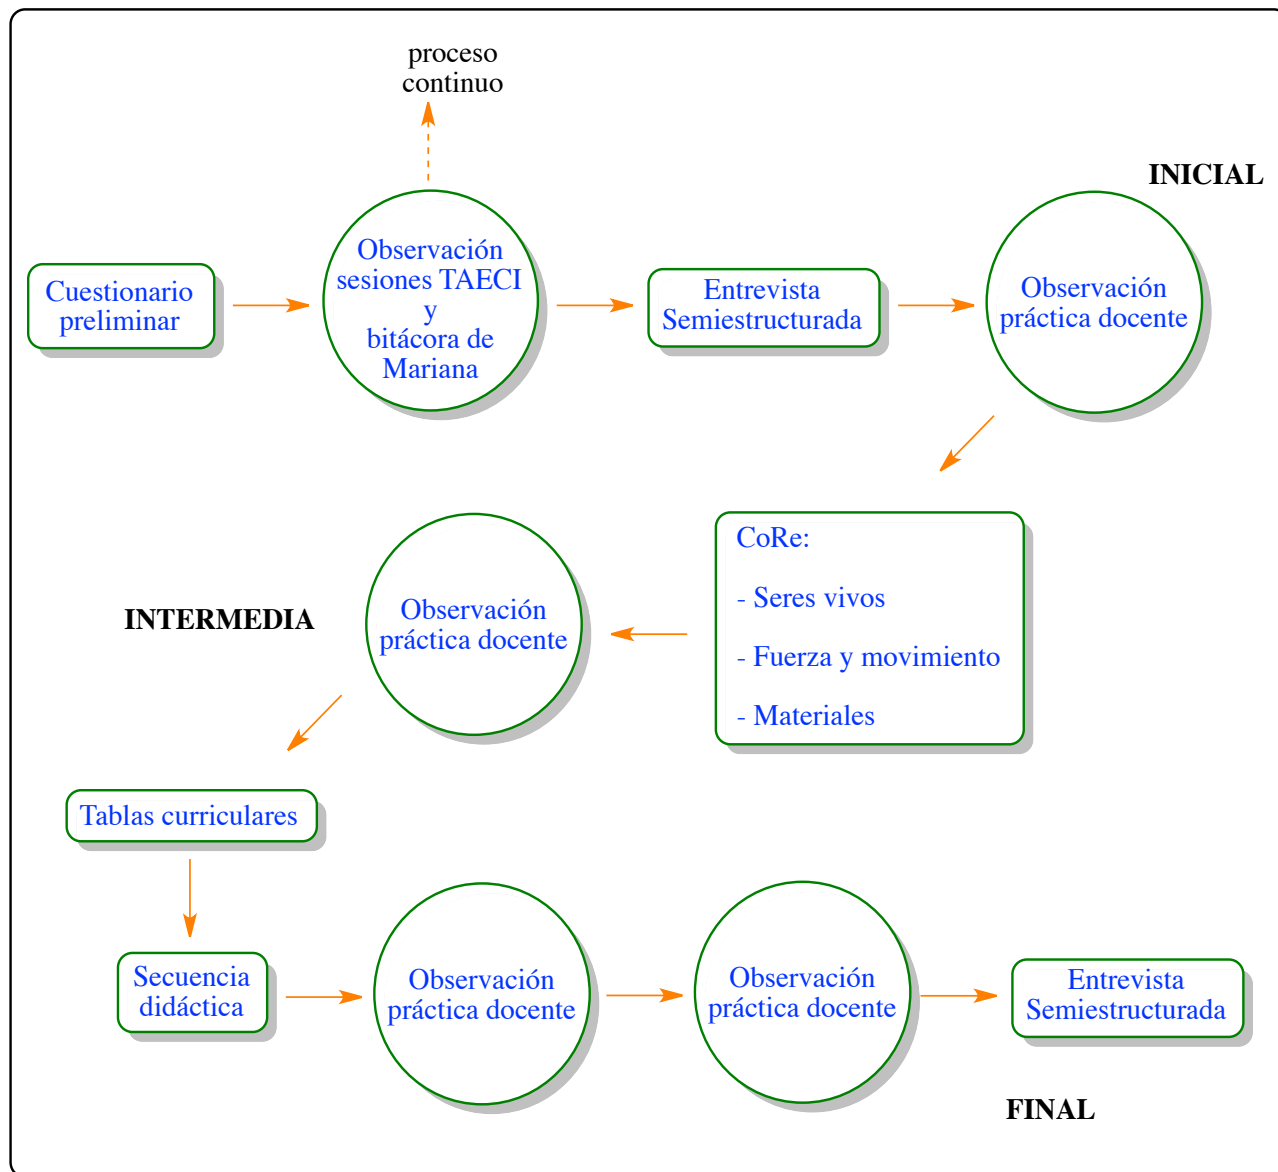 proceso
continuo
INICIAL
Cuestionario
preliminar
Observación
sesiones TAECI
y
bitácora de
Mariana
Entrevista
Semiestructurada
Observación
práctica docente
CoRe:
- Seres vivos
- Fuerza y movimiento
- Materiales
Observación
práctica docente
INTERMEDIA
Tablas curriculares
Secuencia
didáctica
Observación
práctica docente
Observación
práctica docente
Entrevista
Semiestructurada
FINAL